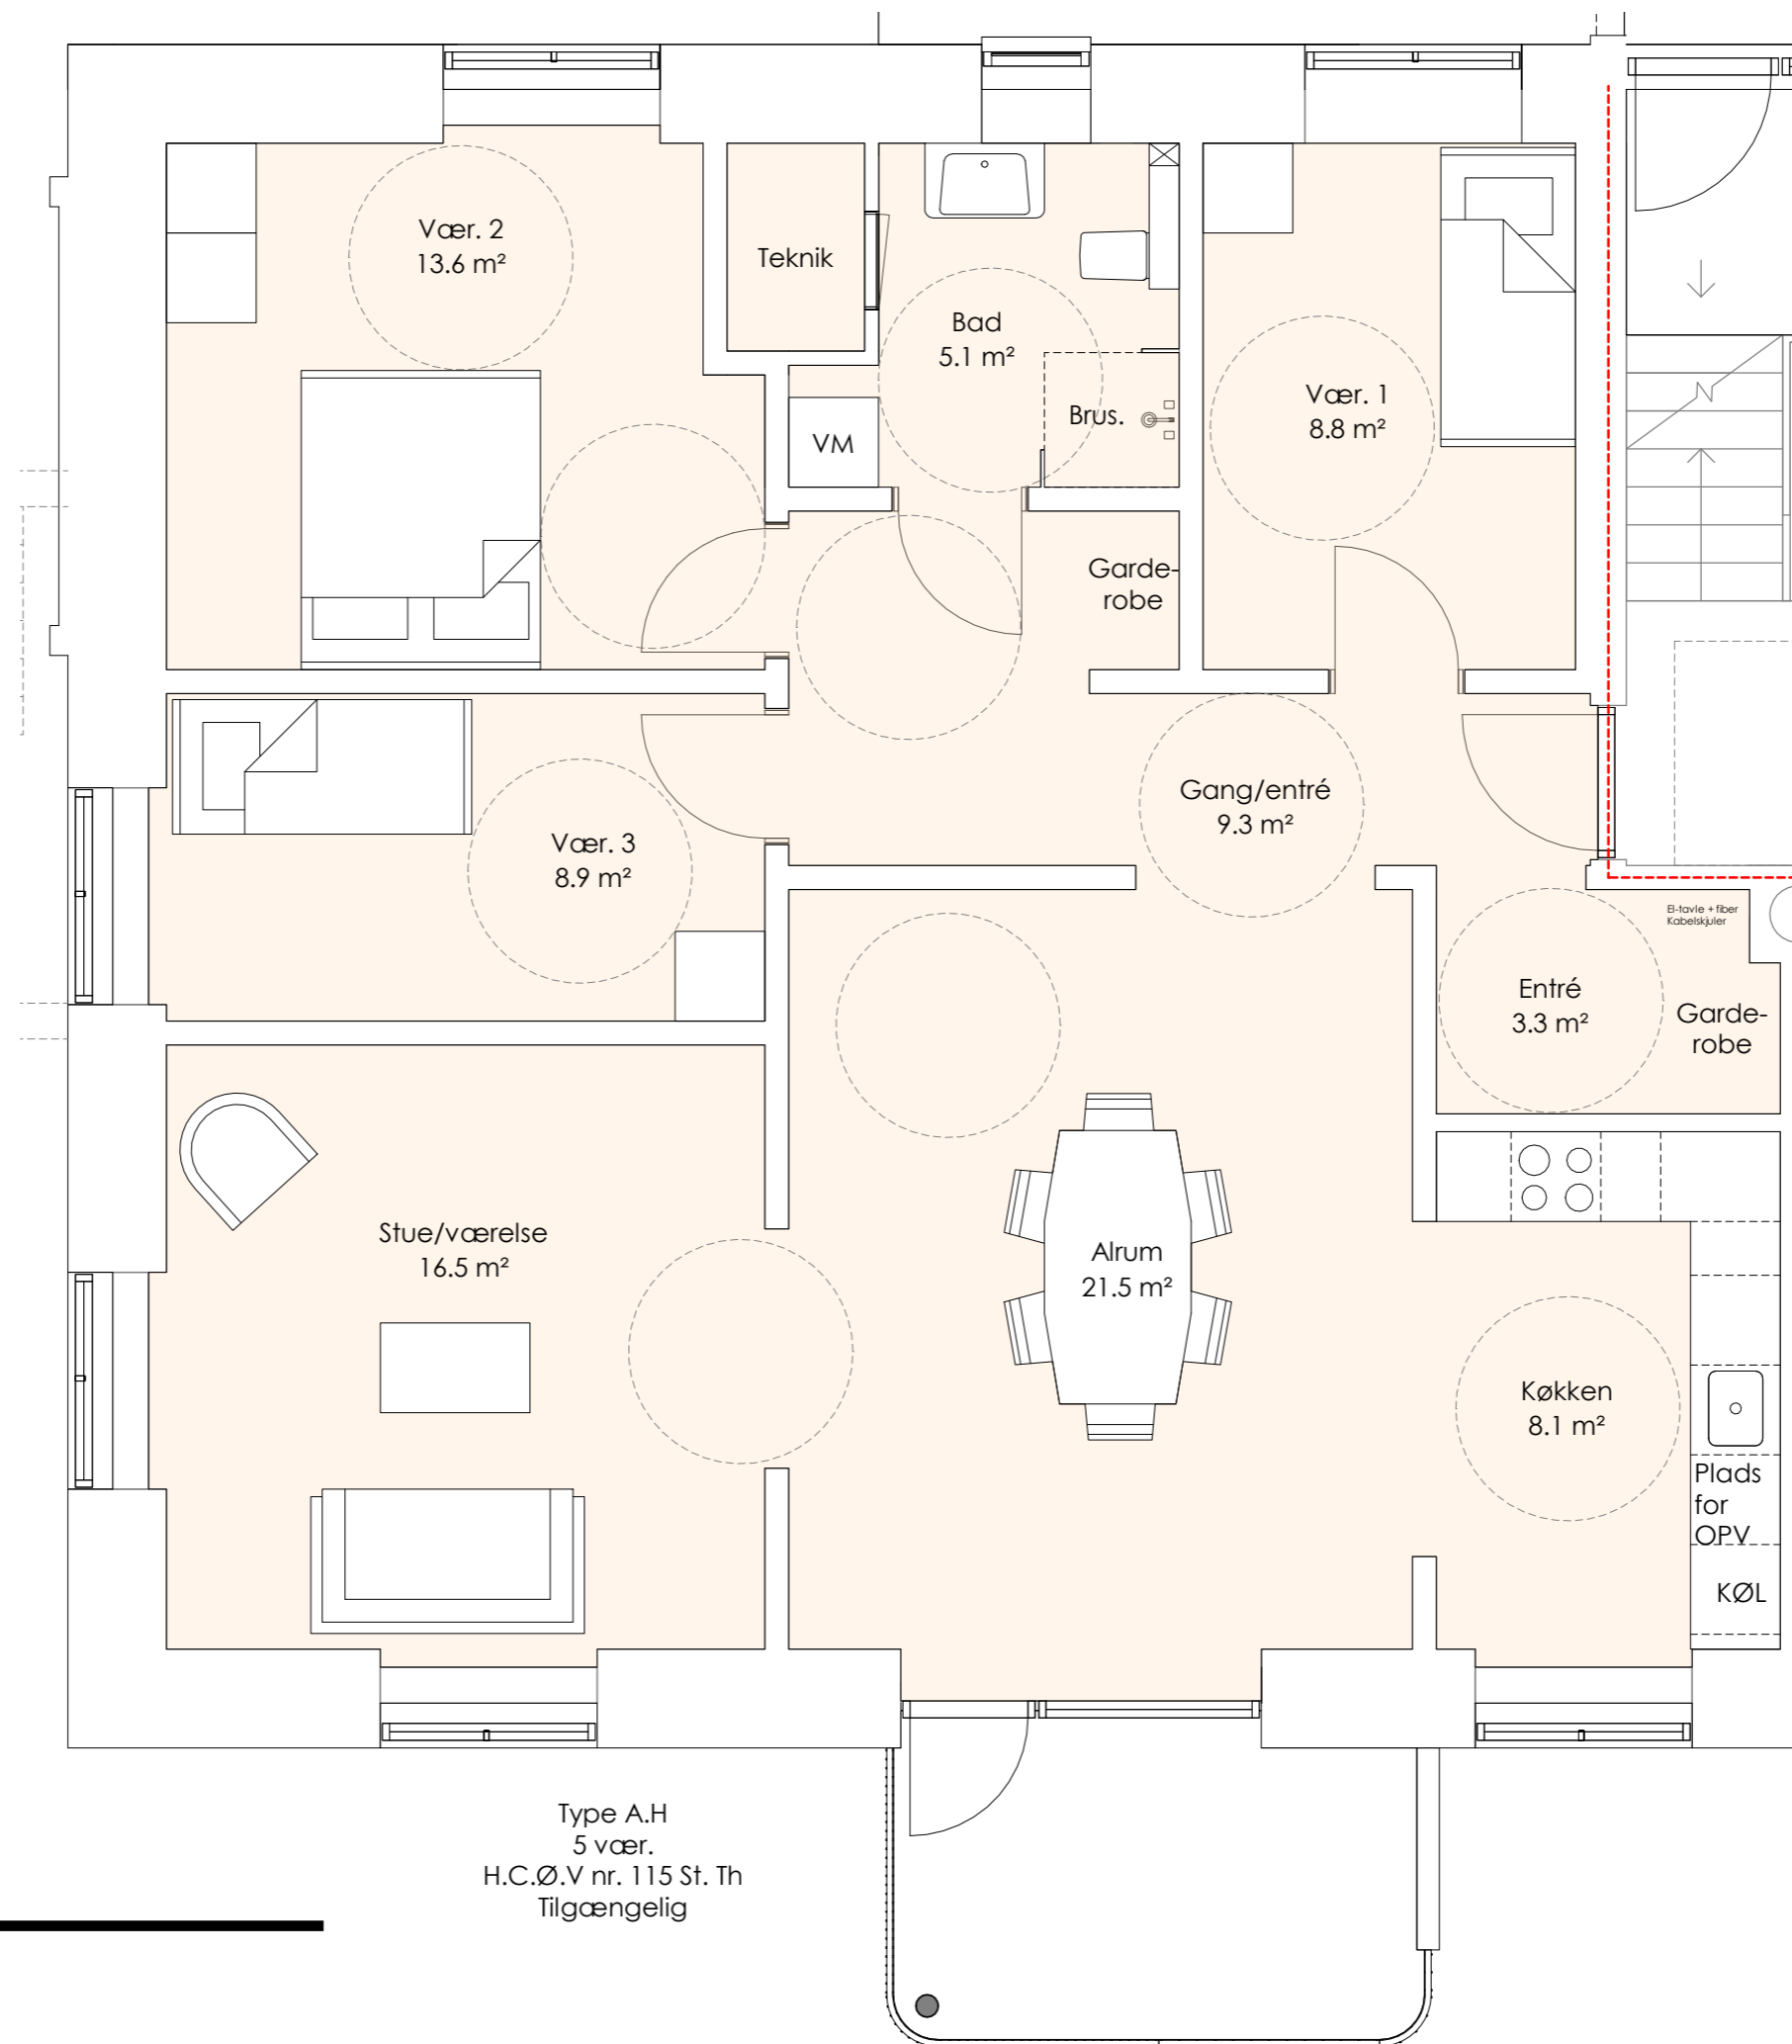 Vær. 2
13.6 m²
Teknik
Bad
5.1 m²
Brus.
VM
Vær. 1
8.8 m²
N
Garde-
robe
Gang/entré
9.3 m²
Vær. 3
8.9 m²
El-tavle + fiber
Kabelskjuler
Entré
3.3 m²
Garde-
robe
Stue/værelse
16.5 m²
Alrum
21.5 m²
Køkken
8.1 m²
Plads
for
OPV
KØL
Type A.H
5 vær.
H.C.Ø.V nr. 115 St. Th
Tilgængelig